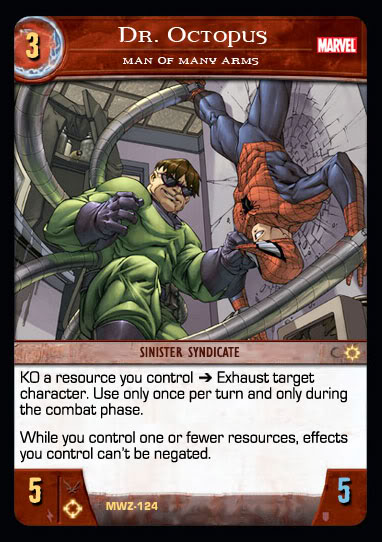 3
Dr. Octopus
MARVEL
Man of Many Arms
SINISTER SYNDICATE
C
KO a resource you control ➔ Exhaust target
character. Use only once per turn and only during
the combat phase.
While you control one or fewer resources, effects
you control can't be negated.
5
MWZ-124
5